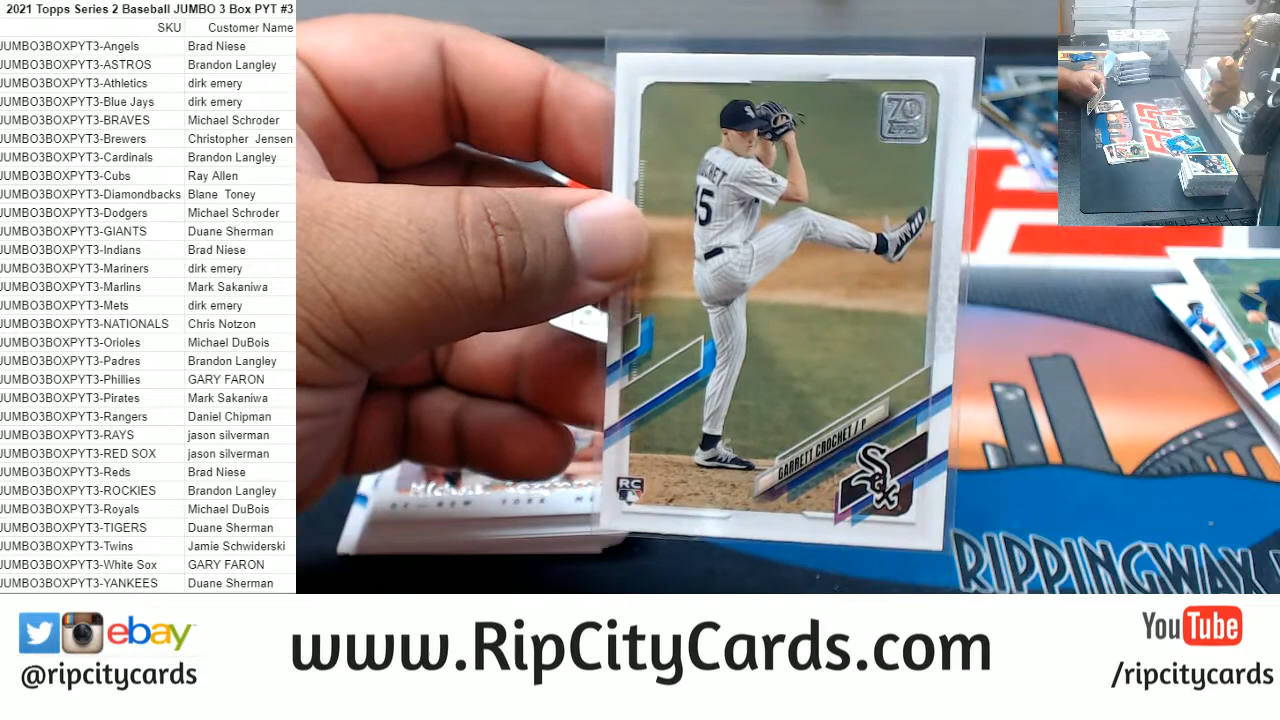 2021 Topps Series 2 Baseball JUMBO 3 Box PYT #3
SKU Customer Name
JUMBO3BOXPYT3-Angels Brad Niese
JUMBO3BOXPYT3-ASTROS Brandon Langley
JUMBO3BOXPYT3-Athletics dirk emery
JUMBO3BOXPYT3-Blue Jays dirk emery
JUMBO3BOXPYT3-BRAVES Michael Schroder
JUMBO3BOXPYT3-Brewers Christopher Jensen
JUMBO3BOXPYT3-Cardinals Brandon Langley
JUMBO3BOXPYT3-Cubs Ray Allen
JUMBO3BOXPYT3-Diamondbacks Blane Toney
JUMBO3BOXPYT3-Dodgers Michael Schroder
JUMBO3BOXPYT3-GIANTS Duane Sherman
JUMBO3BOXPYT3-Indians Brad Niese
JUMBO3BOXPYT3-Mariners dirk emery
JUMBO3BOXPYT3-Marlins Mark Sakaniwa
JUMBO3BOXPYT3-Mets dirk emery
JUMBO3BOXPYT3-NATIONALS Chris Notzon
JUMBO3BOXPYT3-Orioles Michael DuBois
JUMBO3BOXPYT3-Padres Brandon Langley
JUMBO3BOXPYT3-Phillies GARY FARON
JUMBO3BOXPYT3-Pirates Mark Sakaniwa
JUMBO3BOXPYT3-Rangers Daniel Chipman
JUMBO3BOXPYT3-RAYS jason silverman
JUMBO3BOXPYT3-RED SOX jason silverman
JUMBO3BOXPYT3-Reds Brad Niese
JUMBO3BOXPYT3-ROCKIES Brandon Langley
JUMBO3BOXPYT3-Royals Michael DuBois
JUMBO3BOXPYT3-TIGERS Duane Sherman
JUMBO3BOXPYT3-Twins Jamie Schwiderski
JUMBO3BOXPYT3-White Sox GARY FARON
JUMBO3BOXPYT3-YANKEES Duane Sherman
70
15
GARRETT CROCHET / P
Sox
RC
NEW YORK
RIPPINGWAX
ebay
@ripcitycards
www.RipCityCards.com
YouTube
/ripcitycards